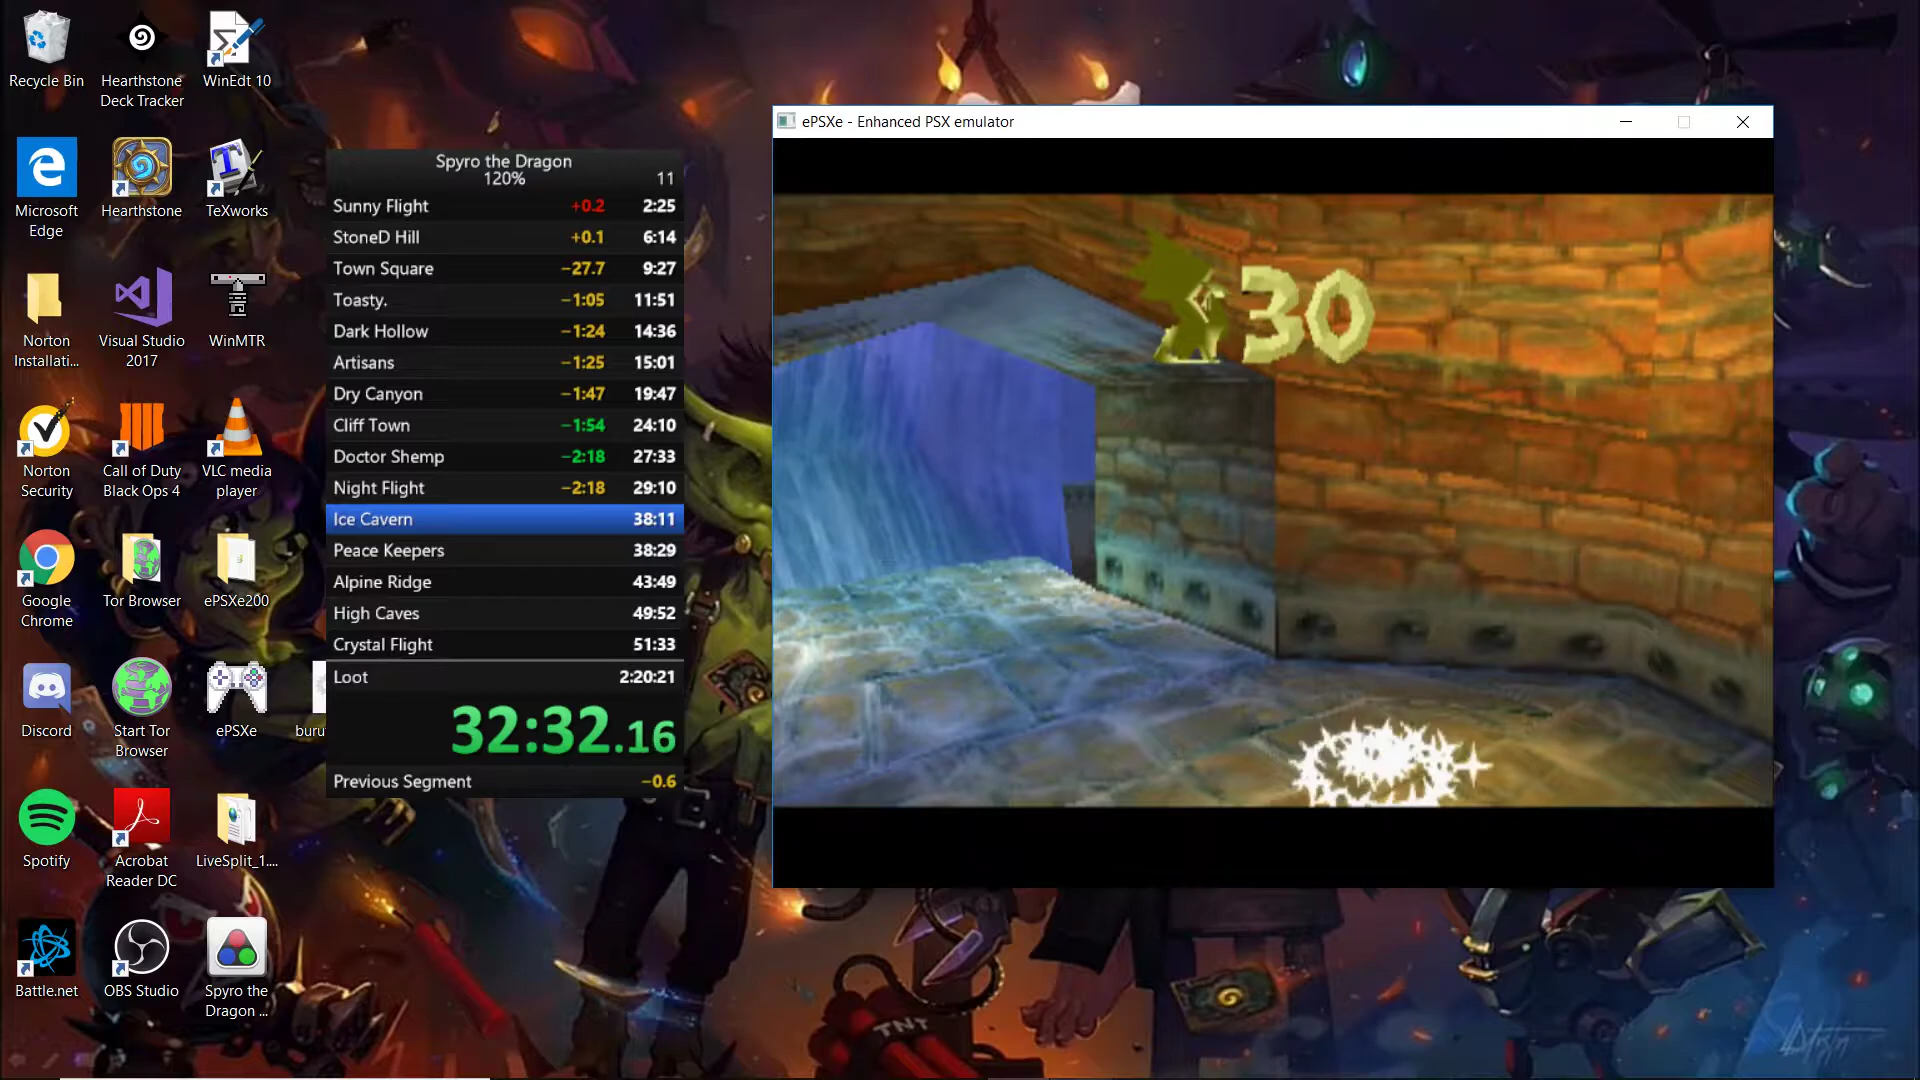 Recycle Bin
Hearthstone
Deck Tracker
WinEdt 10
Microsoft
Edge
Hearthstone
TeXworks
Norton
Installati...
Visual Studio
2017
WinMTR
Norton
Security
Call of Duty
Black Ops 4
VLC media
player
Google
Chrome
Tor Browser
ePSXe200
Discord
Start Tor
Browser
ePSXe
Spotify
Acrobat
Reader DC
LiveSplit_1....
Battle.net
OBS Studio
Spyro the
Dragon ...
Spyro the Dragon
120% 11
Sunny Flight +0.2 2:25
StoneD Hill +0.1 6:14
Town Square −27.7 9:27
Toasty. −1:05 11:51
Dark Hollow −1:24 14:36
Artisans −1:25 15:01
Dry Canyon −1:47 19:47
Cliff Town −1:54 24:10
Doctor Shemp −2:18 27:33
Night Flight −2:18 29:10
Ice Cavern 38:11
Peace Keepers 38:29
Alpine Ridge 43:49
High Caves 49:52
Crystal Flight 51:33
Loot 2:20:21
32:32.16
Previous Segment −0.6
ePSXe - Enhanced PSX emulator
30
TNT